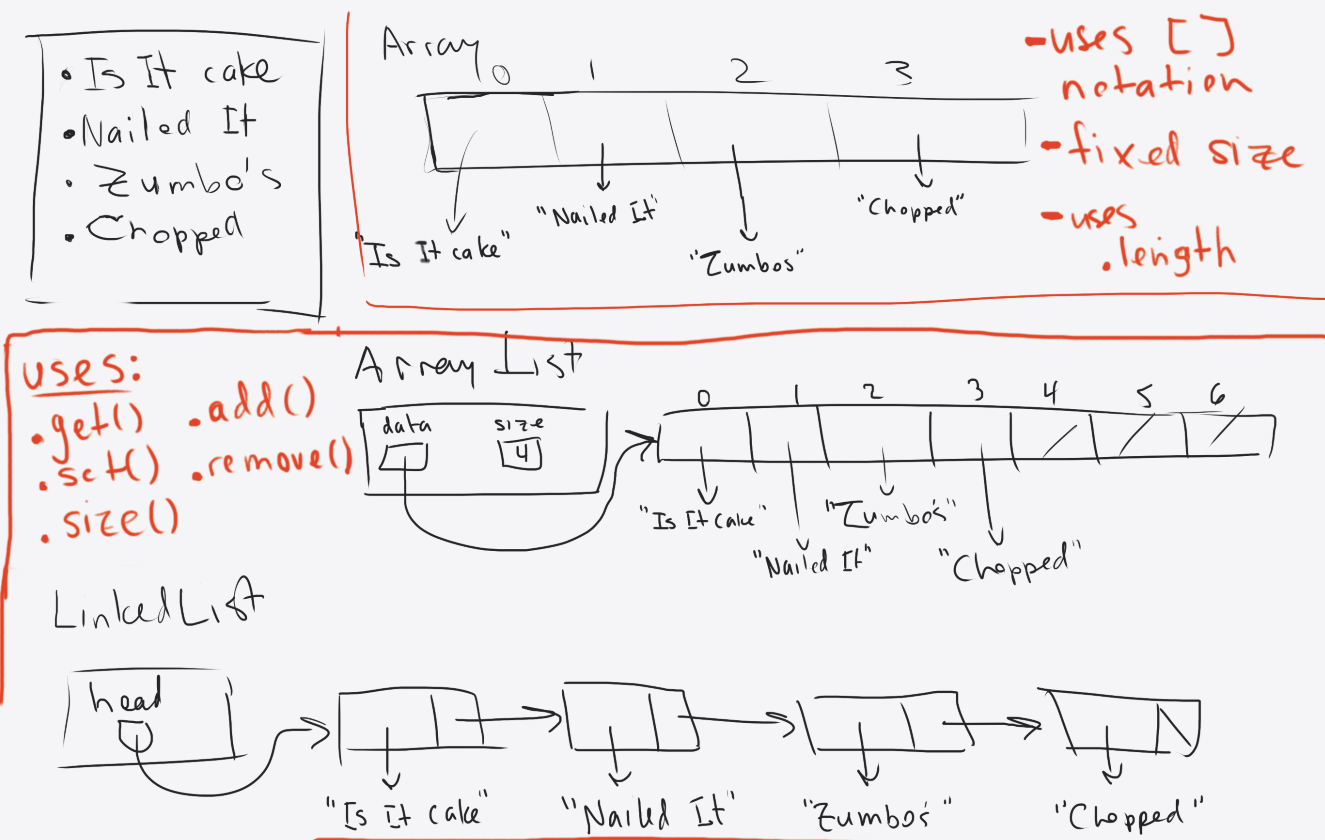 • Is It cake
• Nailed It
• Zumbo's
• Chopped
Array
0 1 2 3
"Is It cake"
"Nailed It"
"Zumbos"
"Chopped"
- uses []
notation
- fixed size
- uses
.length
uses:
.get() .add()
.set() .remove()
.size()
Array List
data size
4
0 1 2 3 4 5 6
"Is It Cake"
"Nailed It"
"Zumbo's"
"Chopped"
LinkedList
head
"Is It cake" "Nailed It" "Zumbo's" "Chopped"